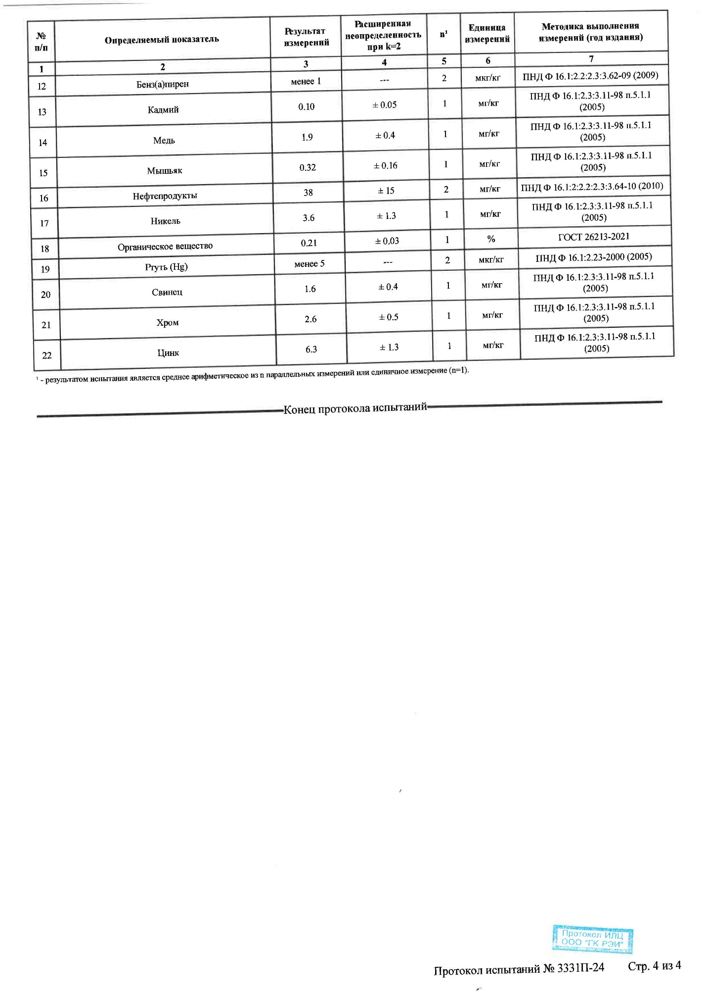 № п/п Определяемый показатель Результат измерений Расширенная неопределенность при k=2 n¹ Единица измерений Методика выполнения измерений (год издания)
1 2 3 4 5 6 7
12 Бенз(а)пирен менее 1 --- 2 мкг/кг ПНД Ф 16.1:2.2:2.3:3.62-09 (2009)
13 Кадмий 0.10 ± 0.05 1 мг/кг ПНД Ф 16.1:2.3:3.11-98 п.5.1.1 (2005)
14 Медь 1.9 ± 0.4 1 мг/кг ПНД Ф 16.1:2.3:3.11-98 п.5.1.1 (2005)
15 Мышьяк 0.32 ± 0.16 1 мг/кг ПНД Ф 16.1:2.3:3.11-98 п.5.1.1 (2005)
16 Нефтепродукты 38 ± 15 2 мг/кг ПНД Ф 16.1:2:2.2:2.3:3.64-10 (2010)
17 Никель 3.6 ± 1.3 1 мг/кг ПНД Ф 16.1:2.3:3.11-98 п.5.1.1 (2005)
18 Органическое вещество 0.21 ± 0.03 1 % ГОСТ 26213-2021
19 Ртуть (Hg) менее 5 --- 2 мкг/кг ПНД Ф 16.1:2.23-2000 (2005)
20 Свинец 1.6 ± 0.4 1 мг/кг ПНД Ф 16.1:2.3:3.11-98 п.5.1.1 (2005)
21 Хром 2.6 ± 0.5 1 мг/кг ПНД Ф 16.1:2.3:3.11-98 п.5.1.1 (2005)
22 Цинк 6.3 ± 1.3 1 мг/кг ПНД Ф 16.1:2.3:3.11-98 п.5.1.1 (2005)
¹ - результатом испытания является среднее арифметическое из n параллельных измерений или единичное измерение (n=1).
Конец протокола испытаний
Протокол ИЛЦ
ООО "ГК РЭИ"
Протокол испытаний № 3331П-24 Стр. 4 из 4